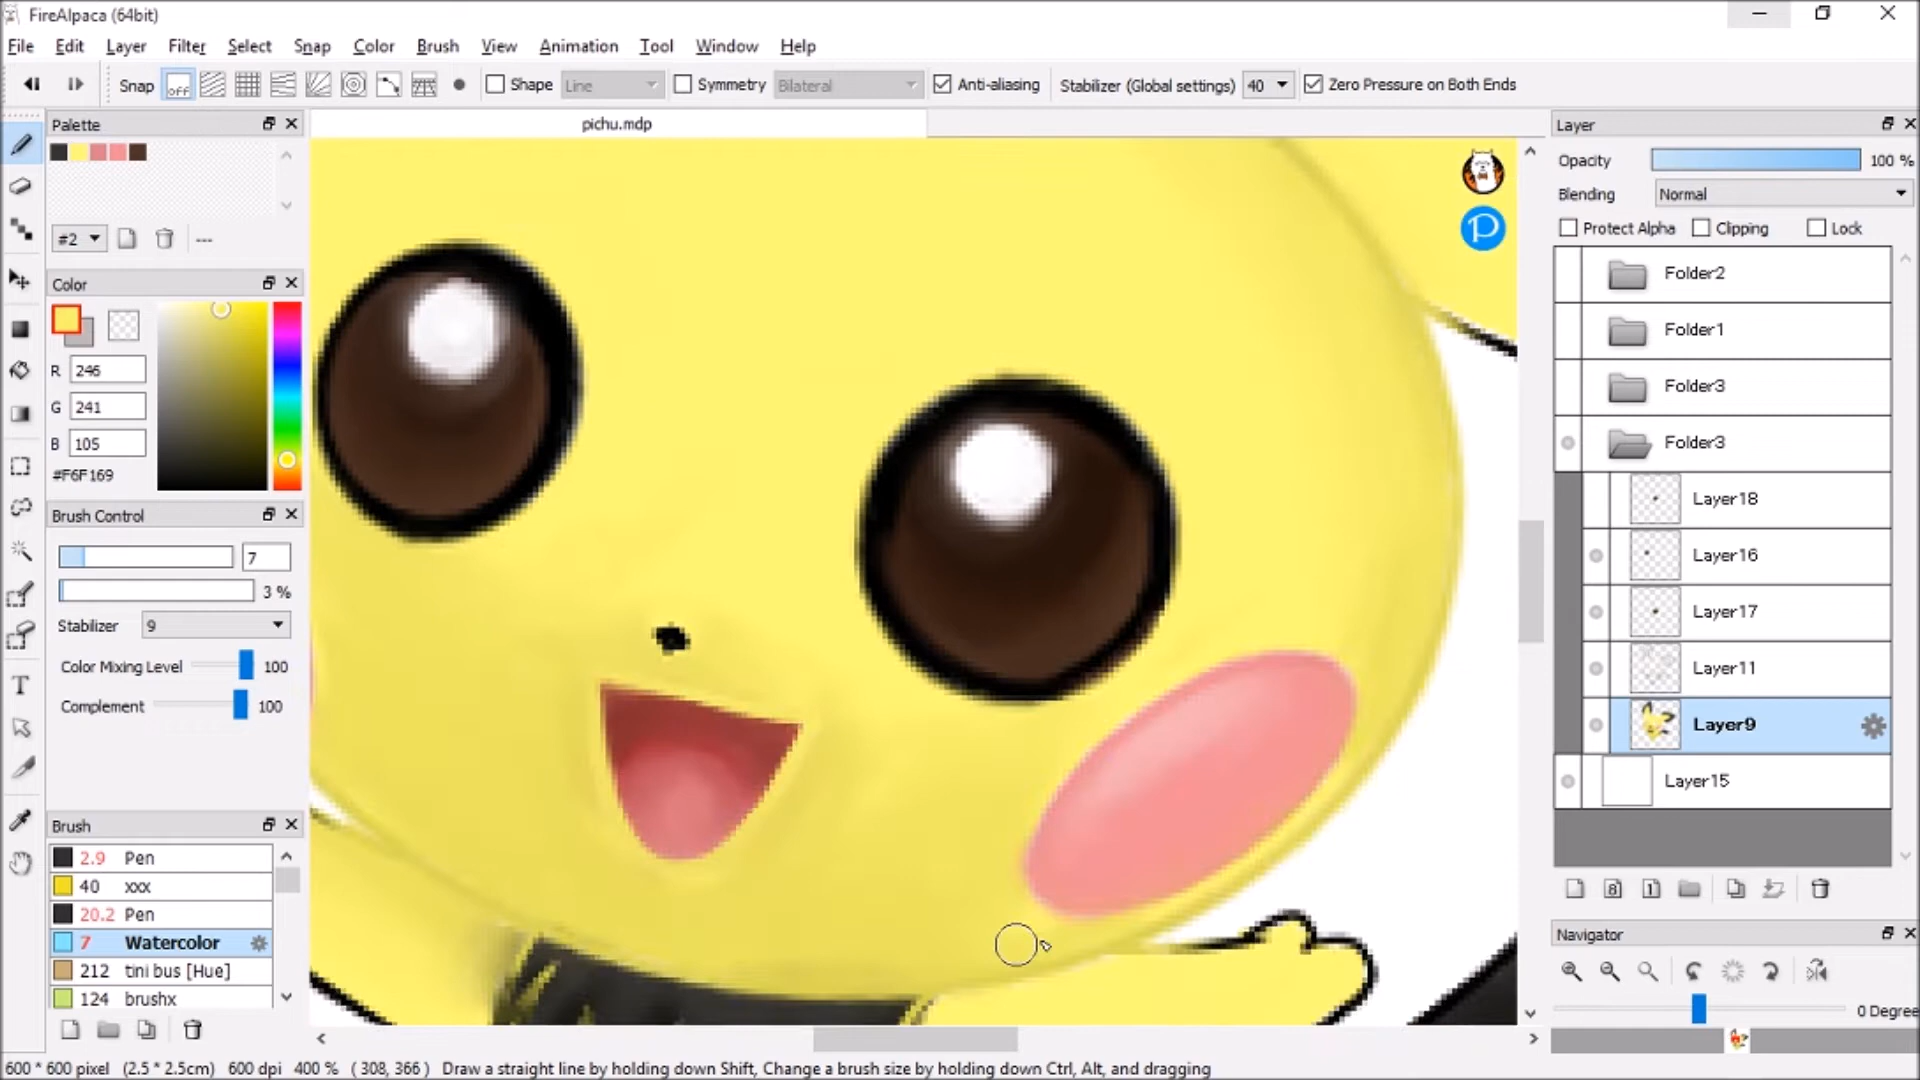 FireAlpaca (64bit)
File Edit Layer Filter Select Snap Color Brush View Animation Tool Window Help
Snap off Shape Line Symmetry Bilateral Anti-aliasing Stabilizer (Global settings) 40 Zero Pressure on Both Ends
Palette
pichu.mdp
#2 ---
Color
R 246
G 241
B 105
#F6F169
Brush Control
7
3 %
Stabilizer 9
Color Mixing Level 100
Complement 100
Brush
2.9 Pen
40 xxx
20.2 Pen
7 Watercolor
212 tini bus [Hue]
124 brushx
P
Layer
Opacity 100 %
Blending Normal
Protect Alpha Clipping Lock
Folder2
Folder1
Folder3
Folder3
Layer18
Layer16
Layer17
Layer11
Layer9
Layer15
8 1
Navigator
0 Degree
T
600 * 600 pixel (2.5 * 2.5cm) 600 dpi 400 % ( 308, 366 ) Draw a straight line by holding down Shift, Change a brush size by holding down Ctrl, Alt, and dragging